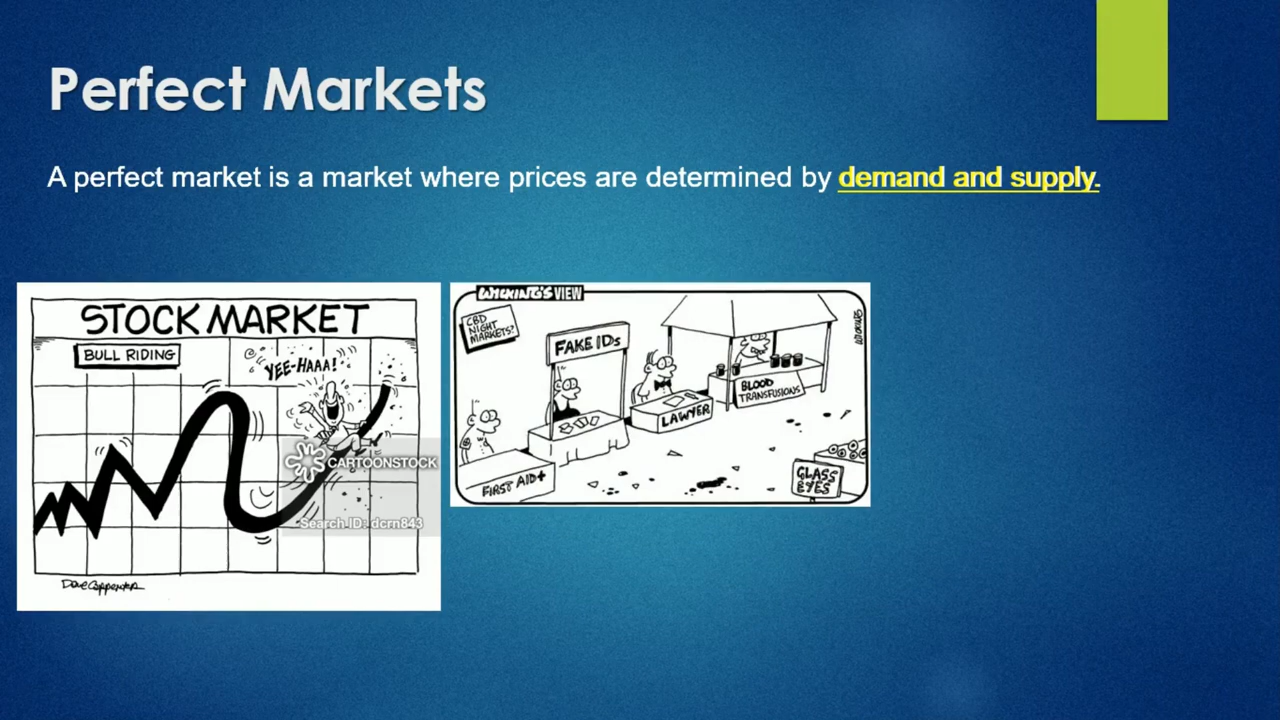 Perfect Markets
A perfect market is a market where prices are determined by demand and supply.
STOCK MARKET
BULL RIDING
YEE-HAAA!
CARTOONSTOCK
Search ID: dcrn843
Dave Carpenter
WICKING'S VIEW
CBD
NIGHT
MARKETS?
FAKE IDs
LAWYER
BLOOD
TRANSFUSIONS
FIRST AID+
GLASS
EYES